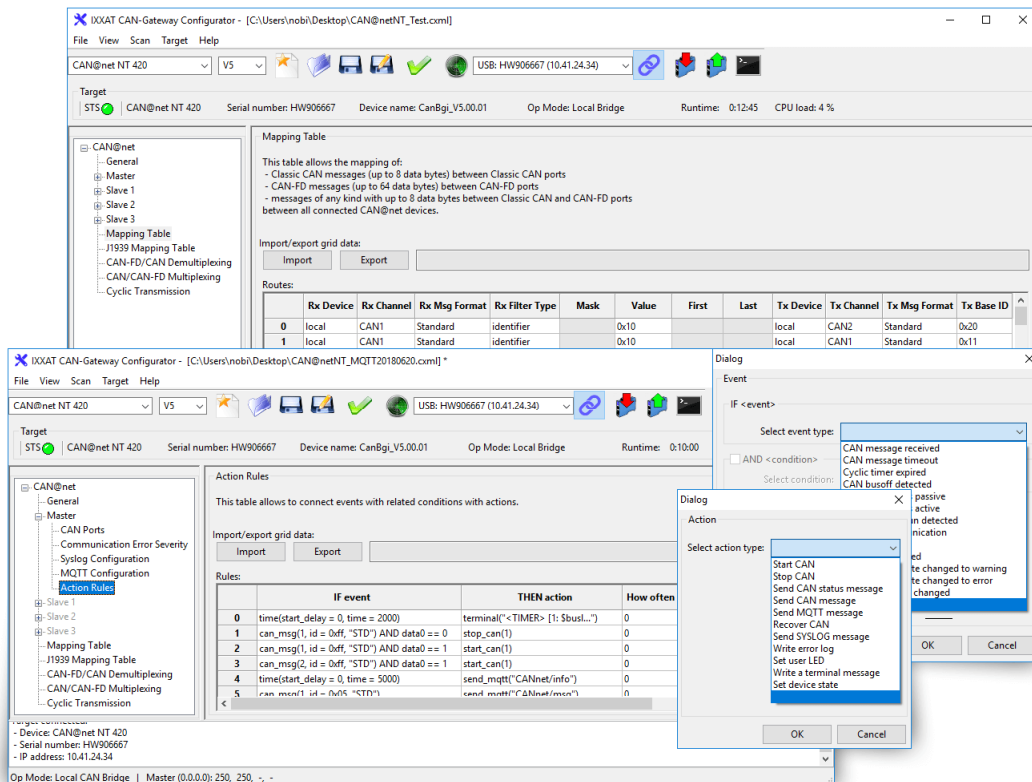 IXXAT CAN-Gateway Configurator - [C:\Users\nobi\Desktop\CAN@netNT_Test.cxml]
File View Scan Target Help
CAN@net NT 420 V5 USB: HW906667 (10.41.24.34)
Target
STS CAN@net NT 420 Serial number: HW906667 Device name: CanBgi_V5.00.01 Op Mode: Local Bridge Runtime: 0:12:45 CPU load: 4 %
CAN@net
General
Master
Slave 1
Slave 2
Slave 3
Mapping Table
J1939 Mapping Table
CAN-FD/CAN Demultiplexing
CAN/CAN-FD Multiplexing
Cyclic Transmission
Mapping Table
This table allows the mapping of:
- Classic CAN messages (up to 8 data bytes) between Classic CAN ports
- CAN-FD messages (up to 64 data bytes) between CAN-FD ports
- messages of any kind with up to 8 data bytes between Classic CAN and CAN-FD ports
between all connected CAN@net devices.
Import/export grid data:
Import Export
Routes:
Rx Device Rx Channel Rx Msg Format Rx Filter Type Mask Value First Last Tx Device Tx Channel Tx Msg Format Tx Base ID
0 local CAN1 Standard identifier 0x10 local CAN2 Standard 0x20
1 local CAN1 Standard identifier 0x10 local CAN1 Standard 0x11
IXXAT CAN-Gateway Configurator - [C:\Users\nobi\Desktop\CAN@netNT_MQTT20180620.cxml] *
File View Scan Target Help
CAN@net NT 420 V5 USB: HW906667 (10.41.24.34)
Target
STS CAN@net NT 420 Serial number: HW906667 Device name: CanBgi_V5.00.01 Op Mode: Local Bridge Runtime: 0:10:00
CAN@net
General
Master
CAN Ports
Communication Error Severity
Syslog Configuration
MQTT Configuration
Action Rules
Slave 1
Slave 2
Slave 3
Mapping Table
J1939 Mapping Table
CAN-FD/CAN Demultiplexing
CAN/CAN-FD Multiplexing
Cyclic Transmission
Action Rules
This table allows to connect events with related conditions with actions.
Import/export grid data:
Import Export
Rules:
IF event THEN action How often
0 time(start_delay = 0, time = 2000) terminal("<TIMER> [1: $busl...") 0
1 can_msg(1, id = 0xff, "STD") AND data0 == 0 stop_can(1) 0
2 can_msg(1, id = 0xff, "STD") AND data0 == 1 start_can(1) 0
3 can_msg(2, id = 0xff, "STD") AND data0 == 1 start_can(1) 0
4 time(start_delay = 0, time = 5000) send_mqtt("CANnet/info") 0
5 can_msg(1, id = 0x05, "STD") send_mqtt("CANnet/msg") 0
Target connected:
- Device: CAN@net NT 420
- Serial number: HW906667
- IP address: 10.41.24.34
Op Mode: Local CAN Bridge | Master (0.0.0.0): 250, 250, -, -
Dialog
Event
IF <event>
Select event type:
AND <condition>
Select condition:
CAN message received
CAN message timeout
Cyclic timer expired
CAN busoff detected
passive
active
detected
changed to warning
changed to error
changed
OK Cancel
Dialog
Action
Select action type:
Start CAN
Stop CAN
Send CAN status message
Send CAN message
Send MQTT message
Recover CAN
Send SYSLOG message
Write error log
Set user LED
Write a terminal message
Set device state
OK Cancel